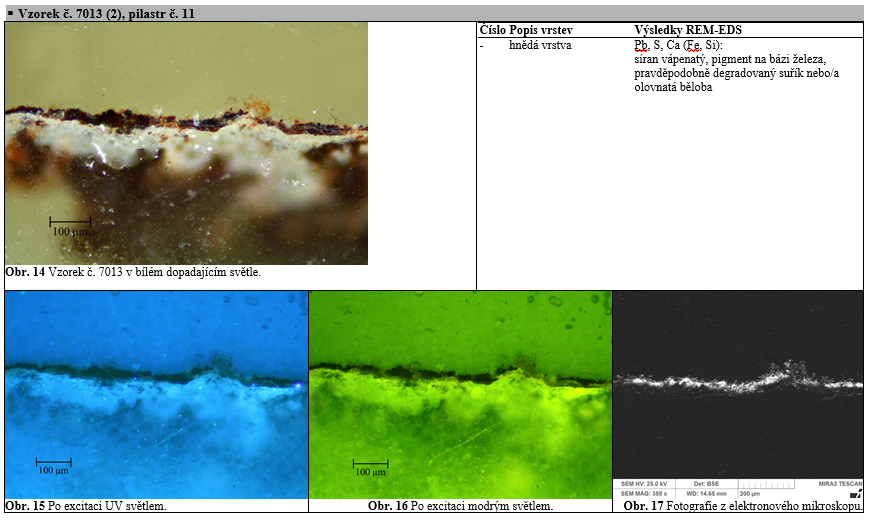 ▪ Vzorek č. 7013 (2), pilastr č. 11
Číslo Popis vrstev Výsledky REM-EDS
- hnědá vrstva Pb, S, Ca (Fe, Si):
síran vápenatý, pigment na bázi železa,
pravděpodobně degradovaný suřík nebo/a
olovnatá běloba
100 μm
Obr. 14 Vzorek č. 7013 v bílém dopadajícím světle.
100 μm
100 μm
SEM HV: 25.0 kV Det: BSE MIRA3 TESCAN
SEM MAG: 358 x WD: 14.65 mm 200 μm
Obr. 15 Po excitaci UV světlem.
Obr. 16 Po excitaci modrým světlem.
Obr. 17 Fotografie z elektronového mikroskopu.